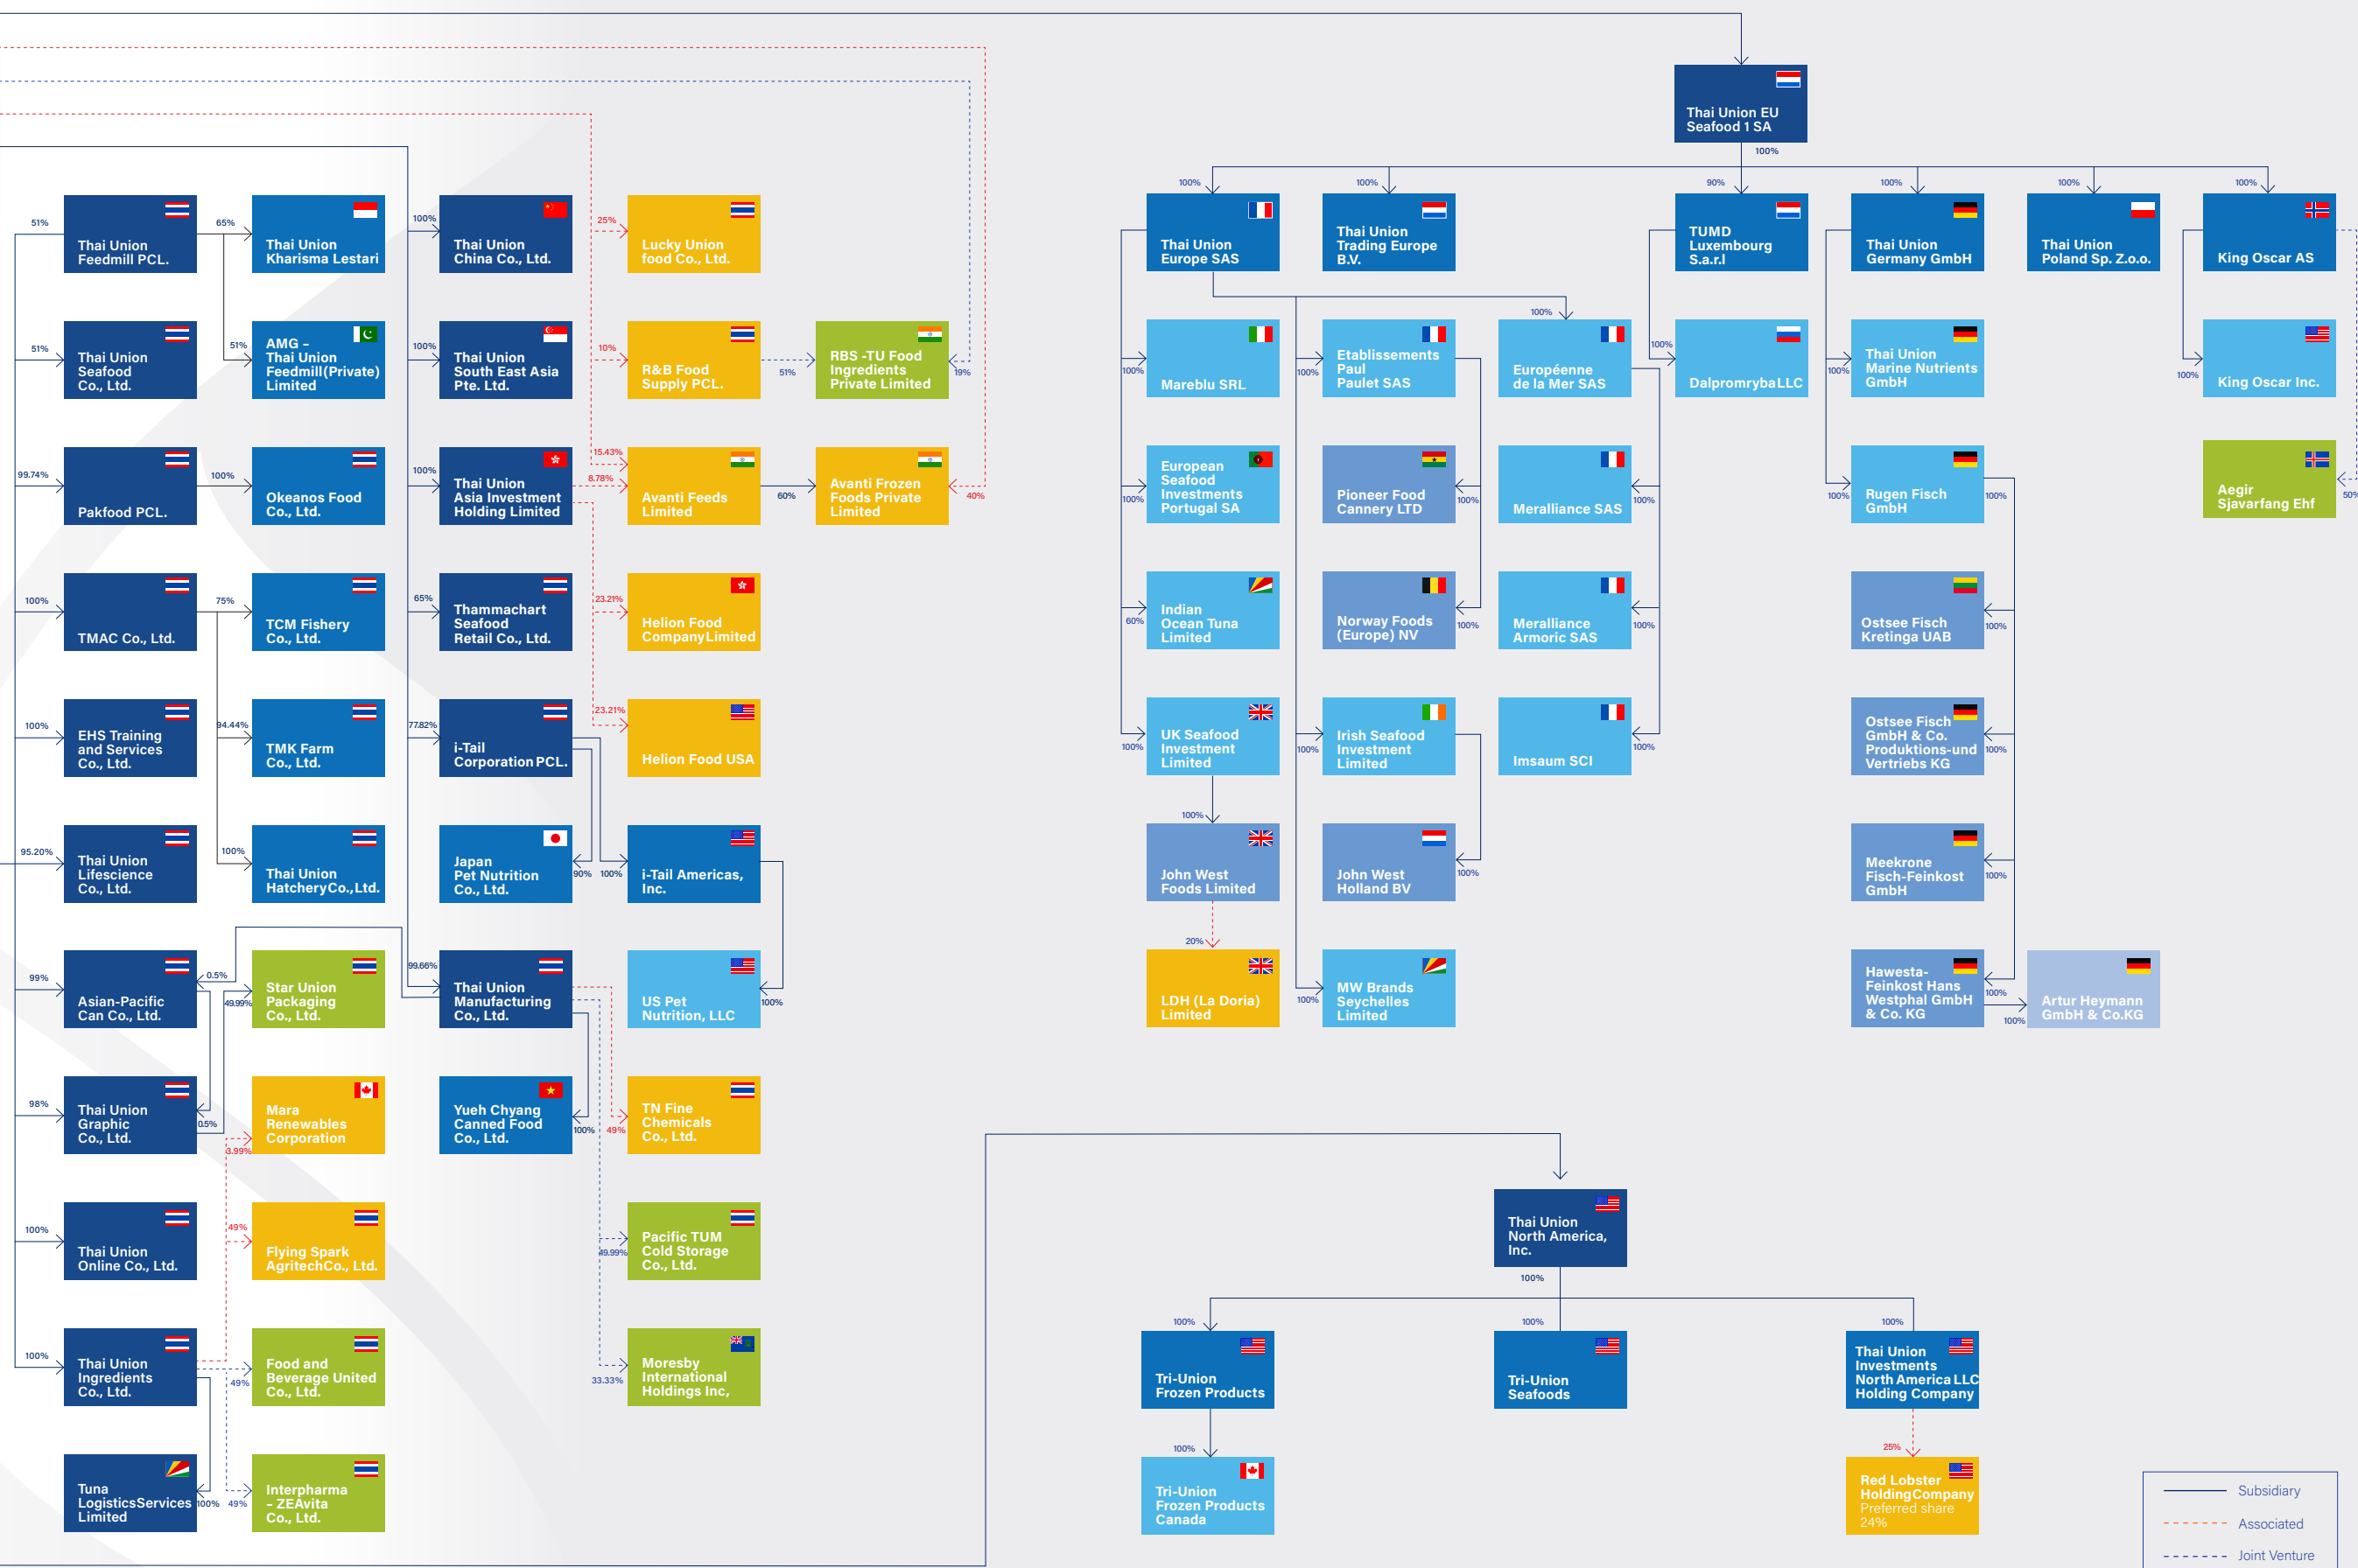 Thai Union EU
Seafood 1 SA
100%
51%
Thai Union
Feedmill PCL.
65%
Thai Union
Kharisma Lestari
100%
Thai Union
China Co., Ltd.
25%
Lucky Union
food Co., Ltd.
51%
Thai Union
Seafood
Co., Ltd.
51%
AMG –
Thai Union
Feedmill(Private)
Limited
100%
Thai Union
South East Asia
Pte. Ltd.
10%
R&B Food
Supply PCL.
51%
RBS -TU Food
Ingredients
Private Limited
19%
99.74%
Pakfood PCL.
100%
Okeanos Food
Co., Ltd.
100%
Thai Union
Asia Investment
Holding Limited
15.43%
8.78%
Avanti Feeds
Limited
60%
Avanti Frozen
Foods Private
Limited
40%
100%
TMAC Co., Ltd.
75%
TCM Fishery
Co., Ltd.
65%
Thammachart
Seafood
Retail Co., Ltd.
23.21%
Helion Food
CompanyLimited
100%
EHS Training
and Services
Co., Ltd.
94.44%
TMK Farm
Co., Ltd.
77.82%
i-Tail
Corporation PCL.
23.21%
Helion Food USA
95.20%
Thai Union
Lifescience
Co., Ltd.
100%
Thai Union
HatcheryCo.,Ltd.
Japan
Pet Nutrition
Co., Ltd.
90%
100%
i-Tail Americas,
Inc.
99%
Asian-Pacific
Can Co., Ltd.
0.5%
49.99%
Star Union
Packaging
Co., Ltd.
99.66%
Thai Union
Manufacturing
Co., Ltd.
US Pet
Nutrition, LLC
100%
98%
Thai Union
Graphic
Co., Ltd.
0.5%
3.99%
Mara
Renewables
Corporation
Yueh Chyang
Canned Food
Co., Ltd.
100%
49%
TN Fine
Chemicals
Co., Ltd.
100%
Thai Union
Online Co., Ltd.
49%
Flying Spark
AgritechCo., Ltd.
49.99%
Pacific TUM
Cold Storage
Co., Ltd.
100%
Thai Union
Ingredients
Co., Ltd.
49%
Food and
Beverage United
Co., Ltd.
33.33%
Moresby
International
Holdings Inc,
Tuna
LogisticsServices
Limited
100%
49%
Interpharma
– ZEAvita
Co., Ltd.
100%
Thai Union
Europe SAS
100%
Thai Union
Trading Europe
B.V.
90%
TUMD
Luxembourg
S.a.r.l
100%
Thai Union
Germany GmbH
100%
Thai Union
Poland Sp. Z.o.o.
100%
King Oscar AS
100%
Mareblu SRL
100%
Etablissements
Paul
Paulet SAS
100%
Européenne
de la Mer SAS
100%
DalpromrybaLLC
100%
Thai Union
Marine Nutrients
GmbH
100%
King Oscar Inc.
100%
European
Seafood
Investments
Portugal SA
Pioneer Food
Cannery LTD
100%
Meralliance SAS
100%
100%
Rugen Fisch
GmbH
100%
Aegir
Sjavarfang Ehf
50%
60%
Indian
Ocean Tuna
Limited
Norway Foods
(Europe) NV
100%
Meralliance
Armoric SAS
100%
Ostsee Fisch
Kretinga UAB
100%
100%
UK Seafood
Investment
Limited
100%
Irish Seafood
Investment
Limited
Imsaum SCI
100%
Ostsee Fisch
GmbH & Co.
Produktions-und
Vertriebs KG
100%
100%
John West
Foods Limited
John West
Holland BV
100%
Meekrone
Fisch-Feinkost
GmbH
100%
20%
LDH (La Doria)
Limited
100%
MW Brands
Seychelles
Limited
Hawesta-
Feinkost Hans
Westphal GmbH
& Co. KG
100%
100%
Artur Heymann
GmbH & Co.KG
Thai Union
North America,
Inc.
100%
100%
Tri-Union
Frozen Products
100%
Tri-Union
Seafoods
100%
Thai Union
Investments
North America LLC
Holding Company
100%
Tri-Union
Frozen Products
Canada
25%
Red Lobster
HoldingCompany
Preferred share
24%
Subsidiary
Associated
Joint Venture